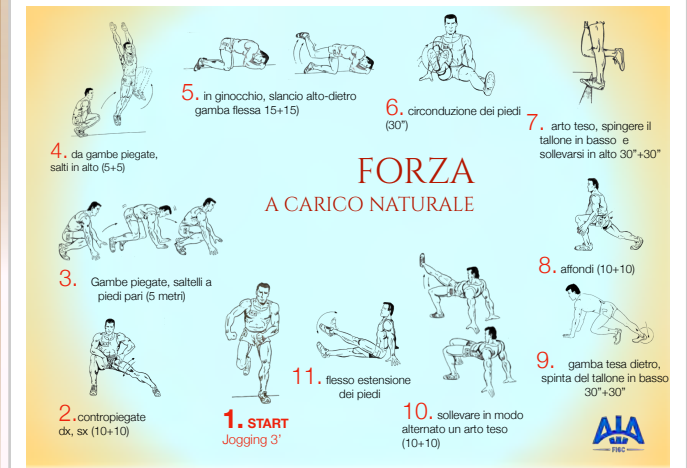 FORZA
A CARICO NATURALE
1. START
Jogging 3'
2.contropiegate
dx, sx (10+10)
3. Gambe piegate, saltelli a
piedi pari (5 metri)
4. da gambe piegate,
salti in alto (5+5)
5. in ginocchio, slancio alto-dietro
gamba flessa 15+15)
6. circonduzione dei piedi
(30”)
7. arto teso, spingere il
tallone in basso e
sollevarsi in alto 30”+30”
8. affondi (10+10)
9. gamba tesa dietro,
spinta del tallone in basso
30”+30”
10. sollevare in modo
alternato un arto teso
(10+10)
11. flesso estensione
dei piedi
AIA
FIGC